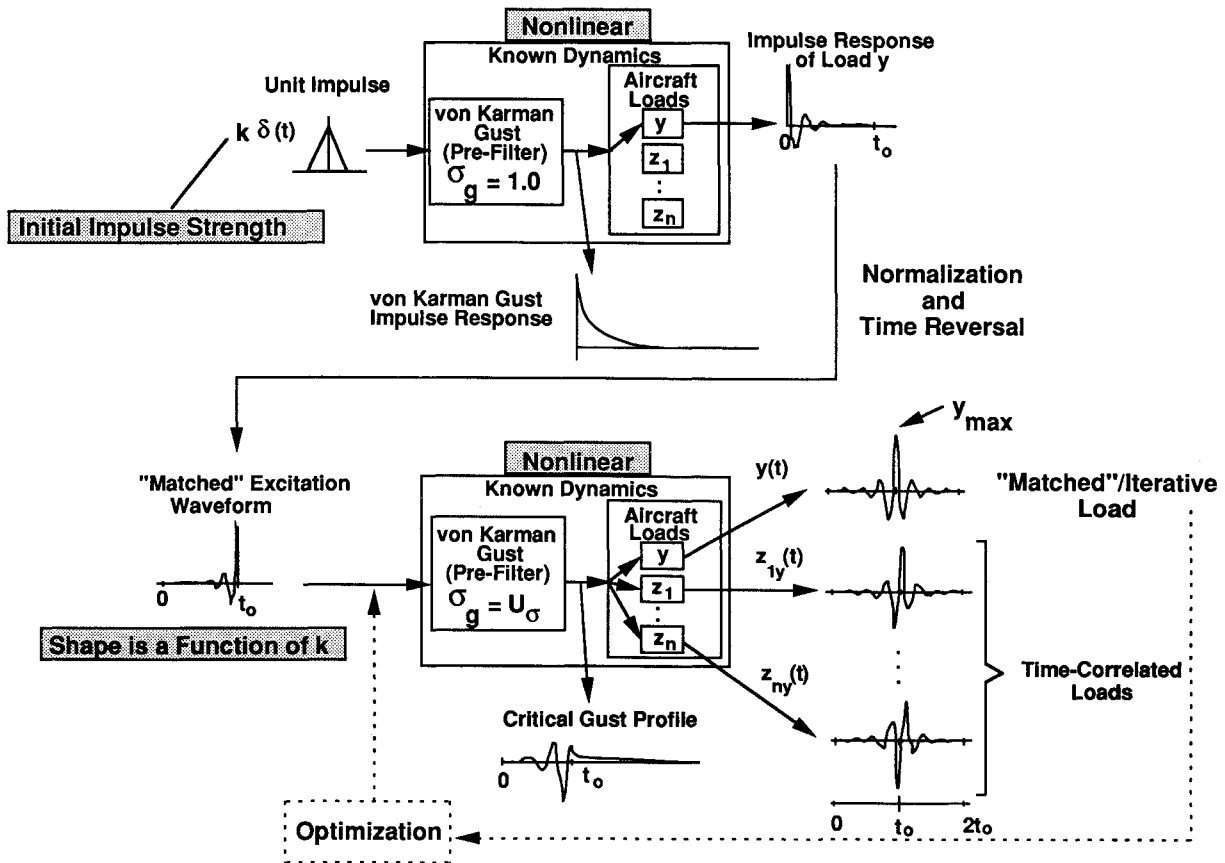 Nonlinear
Known Dynamics
Impulse Response
of Load y
Unit Impulse
k δ(t)
von Karman
Gust
(Pre-Filter)
σg = 1.0
Aircraft
Loads
y
z1
:
zn
0
to
Initial Impulse Strength
von Karman Gust
Impulse Response
Normalization
and
Time Reversal
ymax
Nonlinear
Known Dynamics
"Matched" Excitation
Waveform
0
to
Shape is a Function of k
von Karman
Gust
(Pre-Filter)
σg = Uσ
Aircraft
Loads
y
z1
:
zn
y(t)
z1y(t)
zny(t)
"Matched"/Iterative
Load
:
Time-Correlated
Loads
Critical Gust Profile
0
to
0
to
2to
Optimization